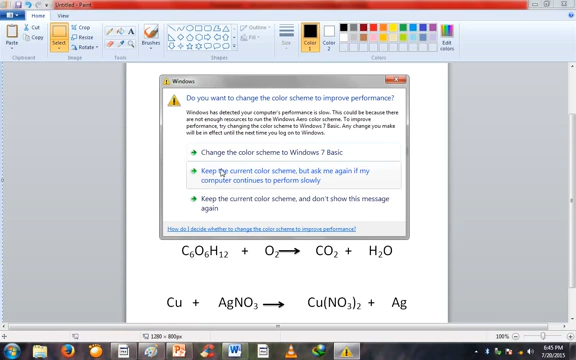 Untitled - Paint
Home View
Paste
Cut
Copy
Select
Crop
Resize
Rotate
Brushes
Outline
Fill
Size
Color 1
Color 2
Edit colors
Clipboard Image Tools Shapes Colors
Windows
Do you want to change the color scheme to improve performance?
Windows has detected your computer's performance is slow. This could be because there
are not enough resources to run the Windows Aero color scheme. To improve
performance, try changing the color scheme to Windows 7 Basic. Any change you make
will be in effect until the next time you log on to Windows.
Change the color scheme to Windows 7 Basic
Keep the current color scheme, but ask me again if my
computer continues to perform slowly
Keep the current color scheme, and don't show this message
again
How do I decide whether to change the color scheme to improve performance?
C₆O₆H₁₂ + O₂ → CO₂ + H₂O
Cu + AgNO₃ → Cu(NO₃)₂ + Ag
1280 × 800px
100%
6:45 PM
7/20/2015